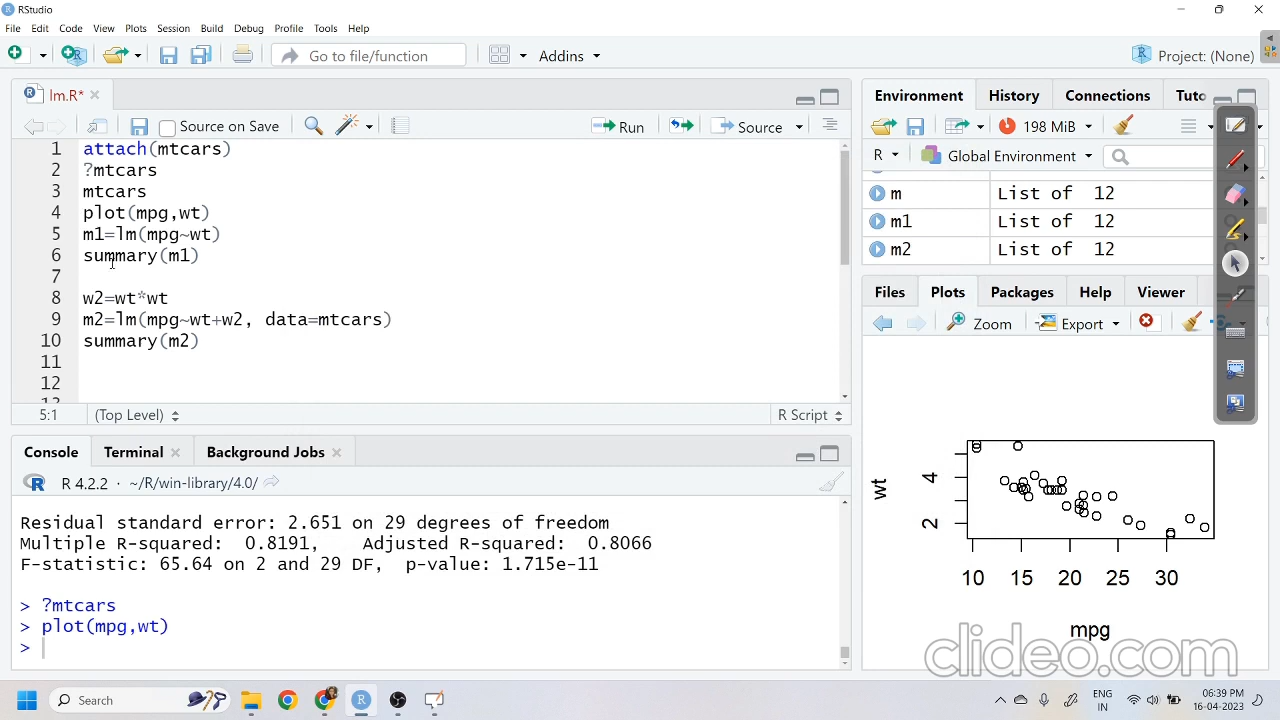 RStudio
File Edit Code View Plots Session Build Debug Profile Tools Help
Go to file/function
Addins
Project: (None)
lm.R*
Source on Save
Run
Source
1 attach(mtcars)
2 ?mtcars
3 mtcars
4 plot(mpg,wt)
5 m1=lm(mpg~wt)
6 summary(m1)
7
8 w2=wt*wt
9 m2=lm(mpg~wt+w2, data=mtcars)
10 summary(m2)
11
12
5:1 (Top Level) R Script
Console Terminal Background Jobs
R 4.2.2 · ~/R/win-library/4.0/
Residual standard error: 2.651 on 29 degrees of freedom
Multiple R-squared:  0.8191,    Adjusted R-squared:  0.8066
F-statistic: 65.64 on 2 and 29 DF,  p-value: 1.715e-11
> ?mtcars
> plot(mpg,wt)
>
Environment History Connections Tuto
198 MiB
R Global Environment
m List of 12
m1 List of 12
m2 List of 12
Files Plots Packages Help Viewer
Zoom Export
wt
4
2
10 15 20 25 30
mpg
clideo.com
Search
ENG
IN
06:39 PM
16-04-2023